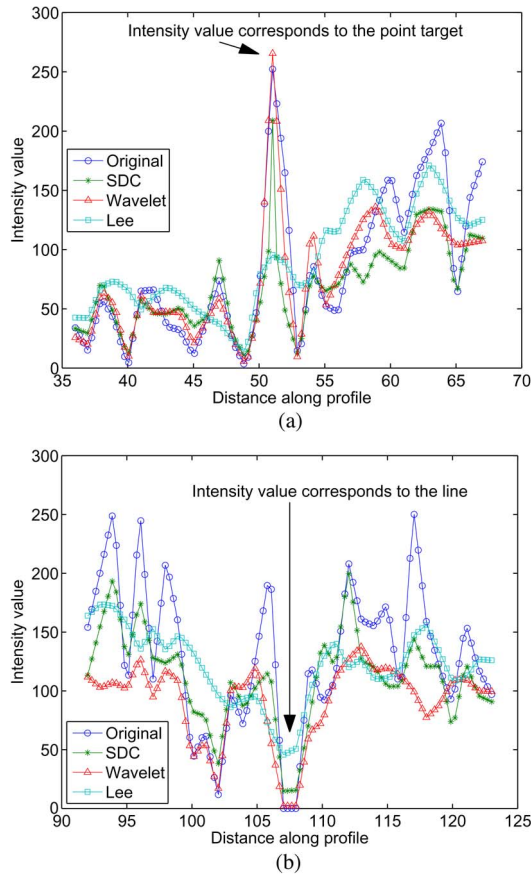 300
Intensity value corresponds to the point target
250
200
Intensity value
150
Original
SDC
Wavelet
Lee
100
50
0
35 40 45 50 55 60 65 70
Distance along profile
(a)
300
Intensity value corresponds to the line
250
200
Intensity value
150
100
Original
SDC
Wavelet
Lee
50
0
90 95 100 105 110 115 120 125
Distance along profile
(b)